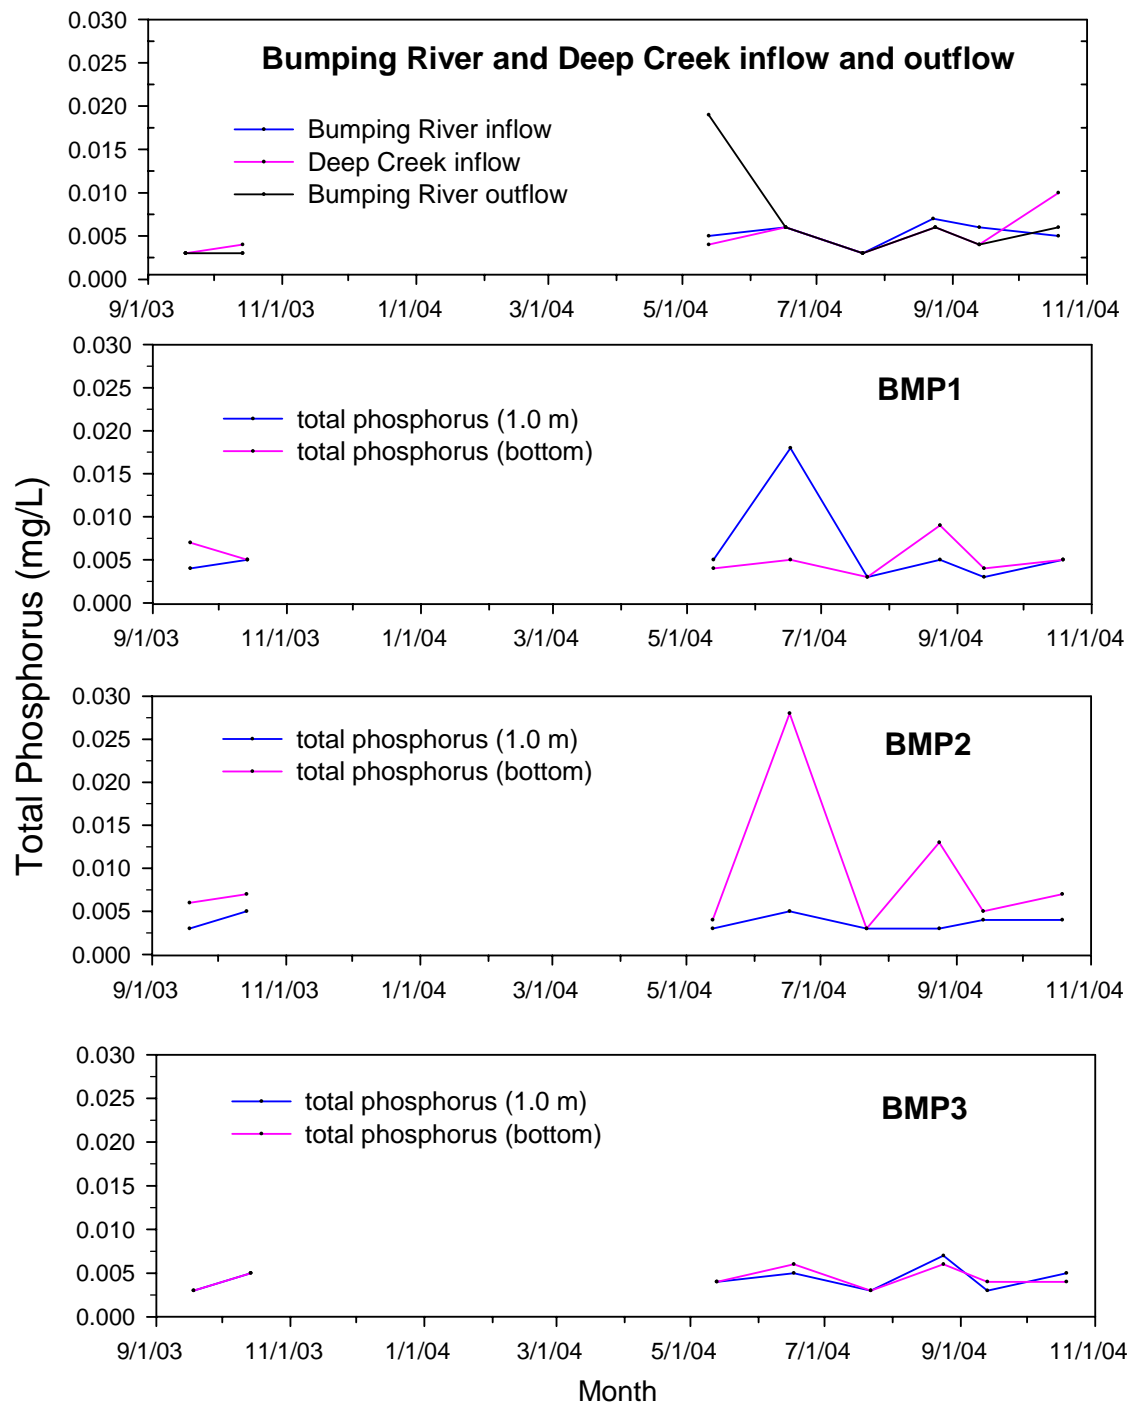 Total Phosphorus (mg/L)
Bumping River and Deep Creek inflow and outflow
Bumping River inflow
Deep Creek inflow
Bumping River outflow
0.030
0.025
0.020
0.015
0.010
0.005
0.000
9/1/03 11/1/03 1/1/04 3/1/04 5/1/04 7/1/04 9/1/04 11/1/04
BMP1
total phosphorus (1.0 m)
total phosphorus (bottom)
0.030
0.025
0.020
0.015
0.010
0.005
0.000
9/1/03 11/1/03 1/1/04 3/1/04 5/1/04 7/1/04 9/1/04 11/1/04
BMP2
total phosphorus (1.0 m)
total phosphorus (bottom)
0.030
0.025
0.020
0.015
0.010
0.005
0.000
9/1/03 11/1/03 1/1/04 3/1/04 5/1/04 7/1/04 9/1/04 11/1/04
BMP3
total phosphorus (1.0 m)
total phosphorus (bottom)
0.030
0.025
0.020
0.015
0.010
0.005
0.000
9/1/03 11/1/03 1/1/04 3/1/04 5/1/04 7/1/04 9/1/04 11/1/04
Month